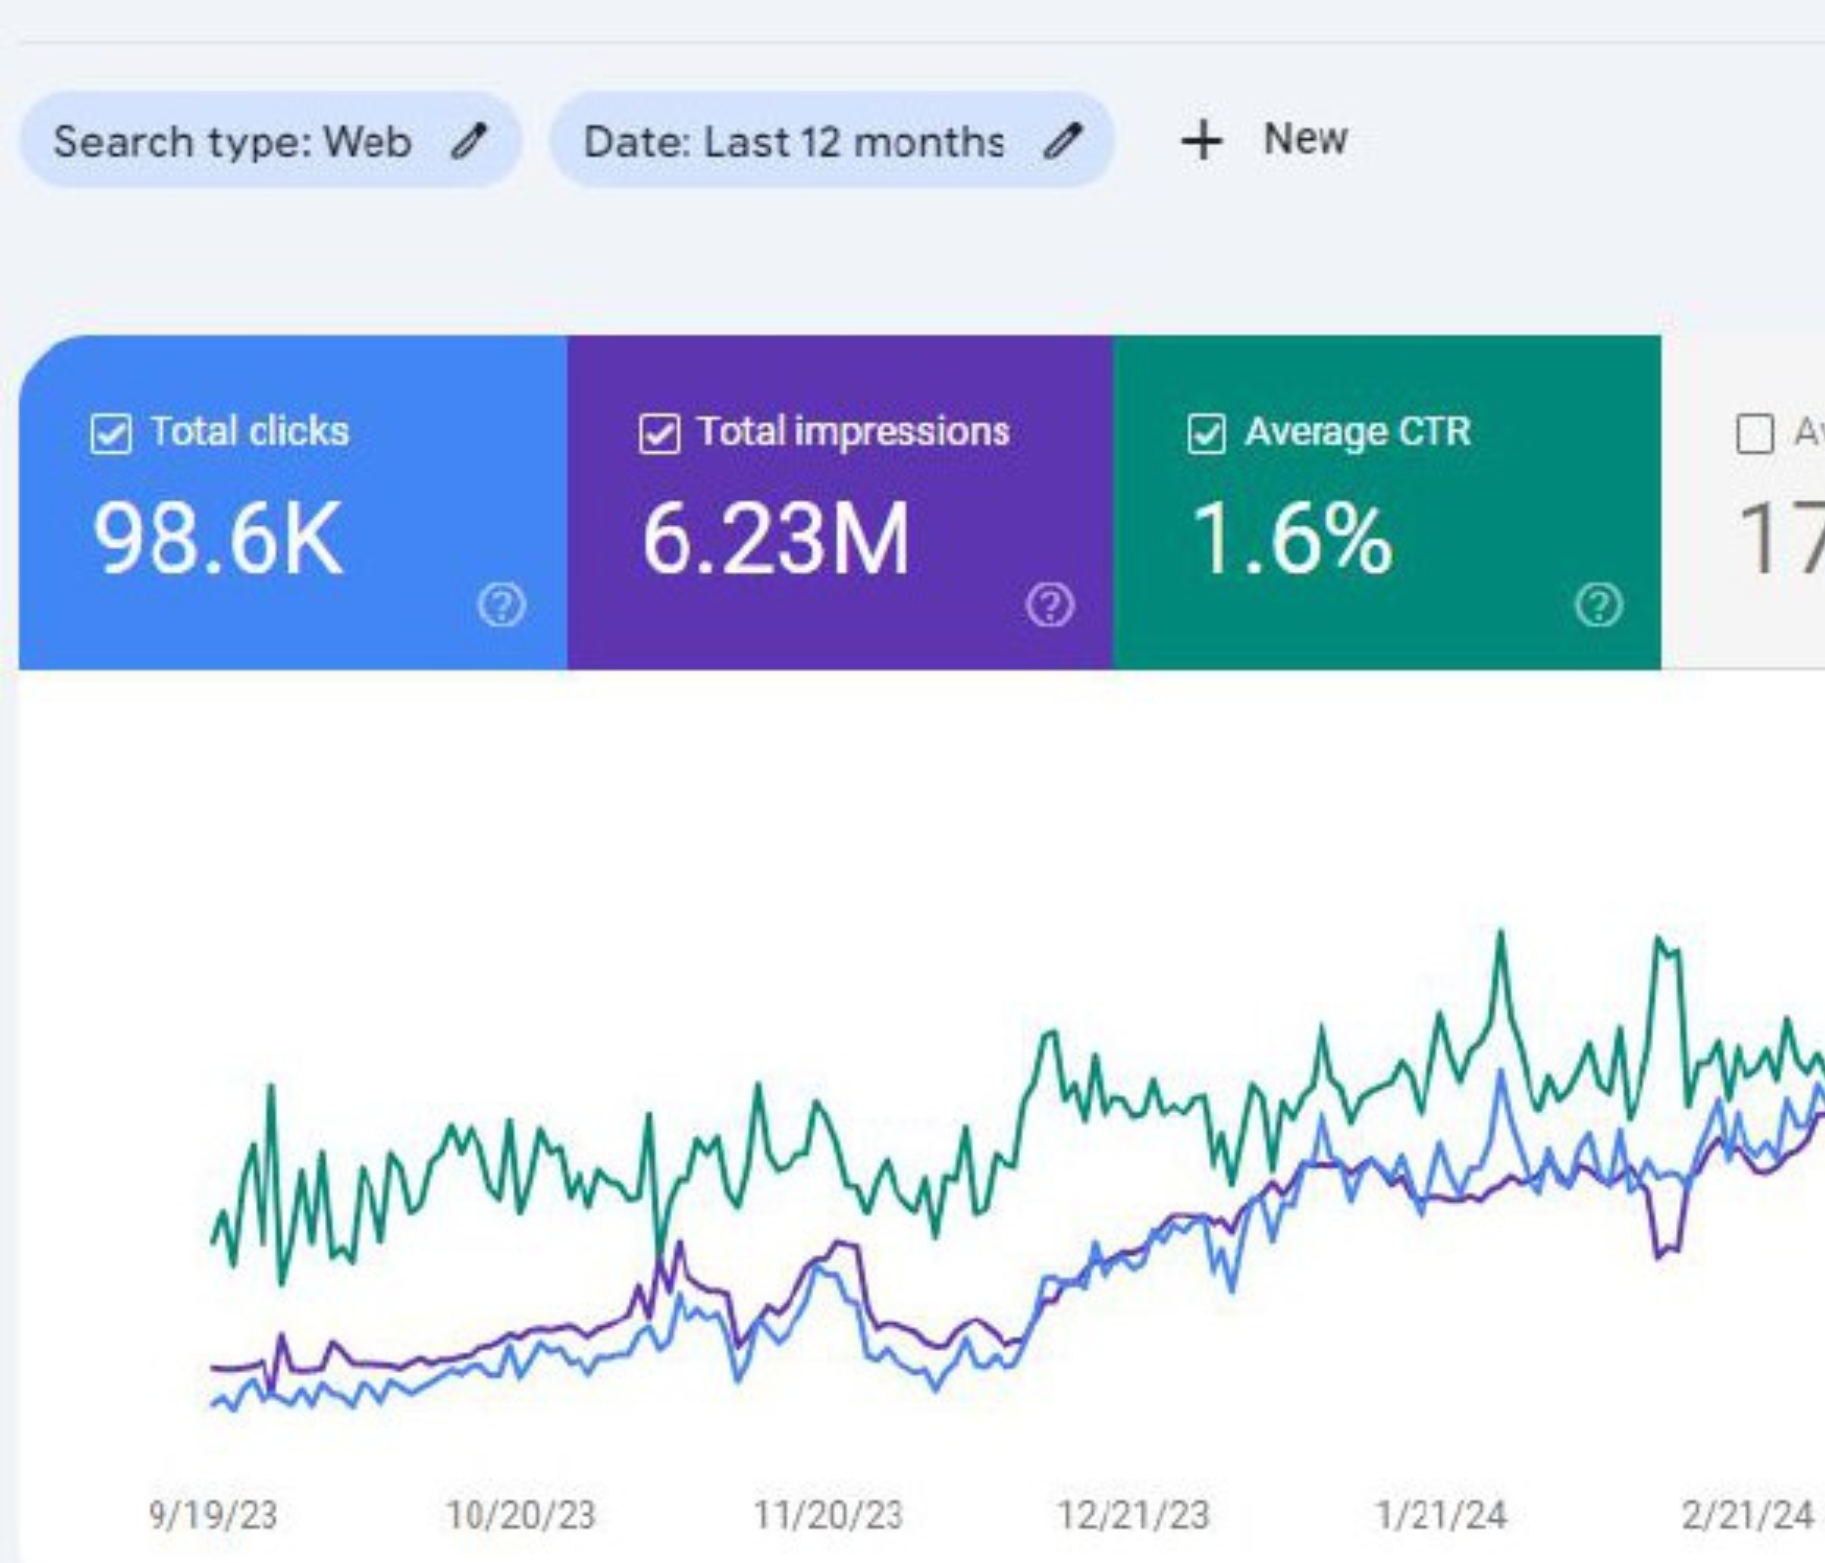 Search type: Web
Date: Last 12 months
+ New
Total clicks
Total impressions
Average CTR
98.6K
6.23M
1.6%
17
9/19/23
10/20/23
11/20/23
12/21/23
1/21/24
2/21/24